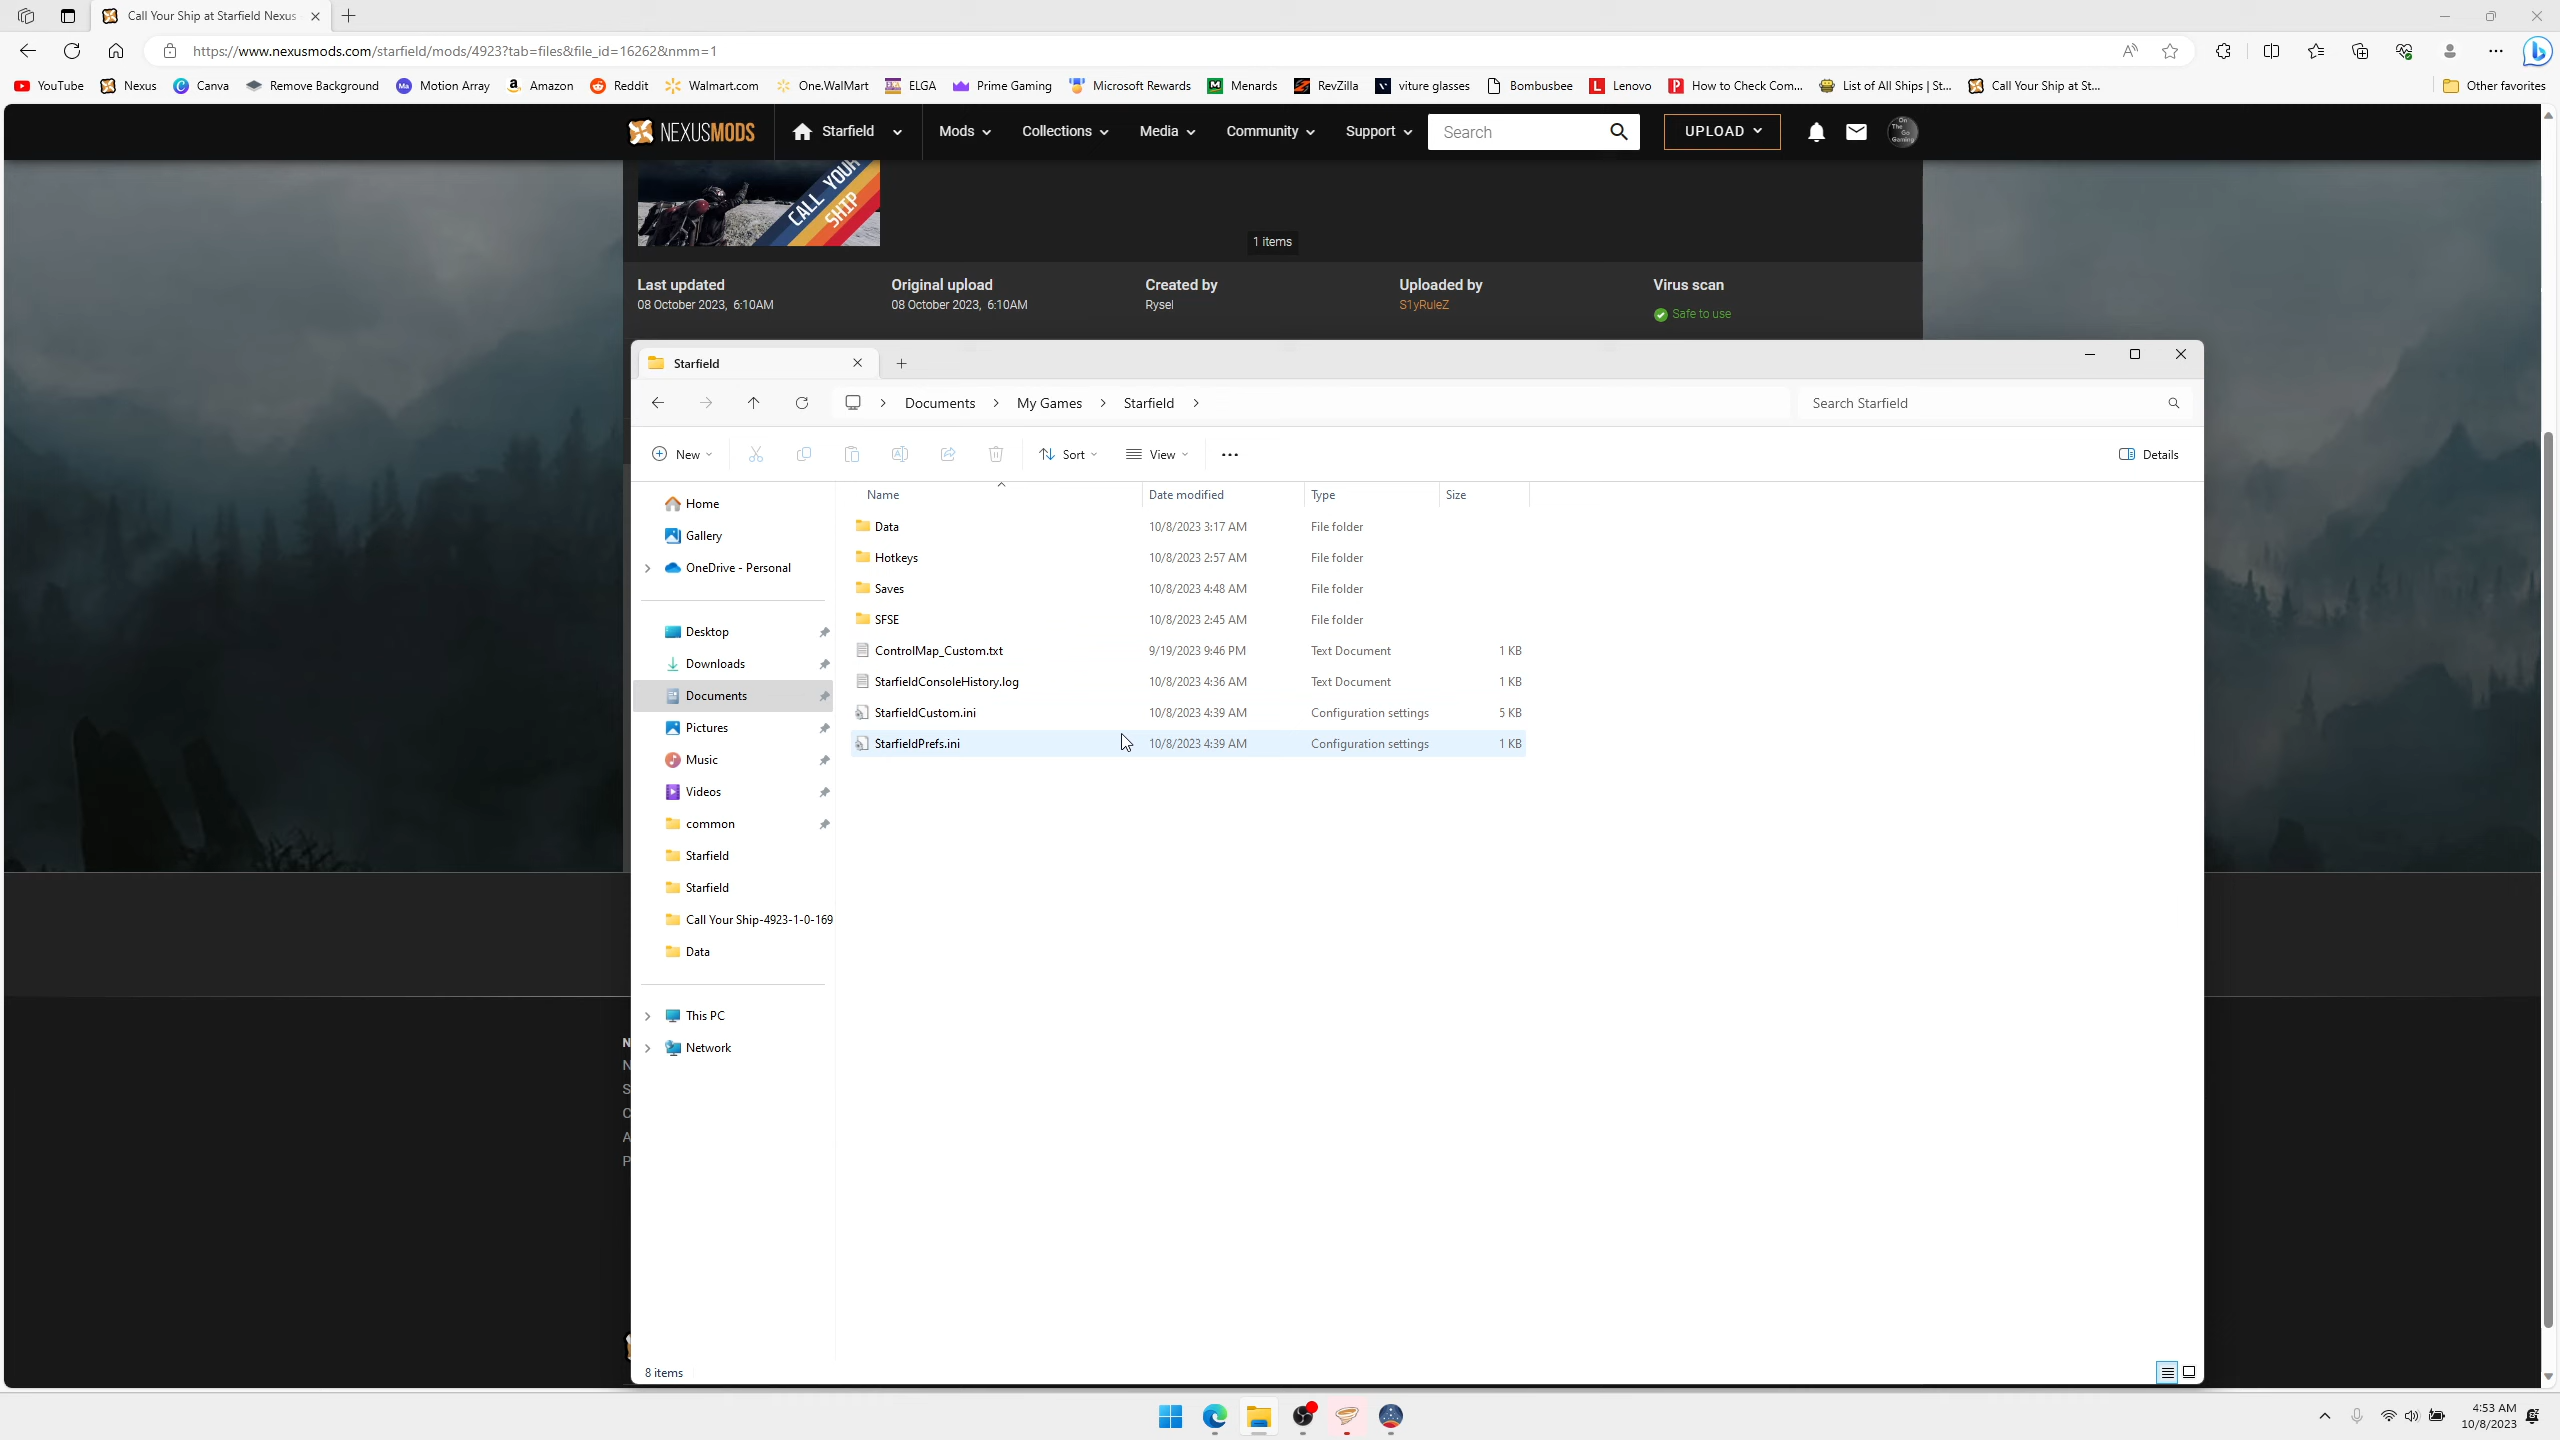 Call Your Ship at Starfield Nexus
https://www.nexusmods.com/starfield/mods/4923?tab=files&file_id=16262&nmm=1
YouTube Nexus Canva Remove Background Motion Array Amazon Reddit Walmart.com One.WalMart ELGA Prime Gaming Microsoft Rewards Menards RevZilla viture glasses Bombusbee Lenovo How to Check Com... List of All Ships | St... Call Your Ship at St... Other favorites
NEXUSMODS Starfield Mods Collections Media Community Support Search UPLOAD On The Go Gaming
CALL YOUR SHIP
1 items
Last updated Original upload Created by Uploaded by Virus scan
08 October 2023, 6:10AM 08 October 2023, 6:10AM Rysel S1yRuleZ Safe to use
Starfield
Documents > My Games > Starfield > Search Starfield
New Sort View Details
Name Date modified Type Size
Home
Gallery
OneDrive - Personal
Desktop
Downloads
Documents
Pictures
Music
Videos
common
Starfield
Starfield
Call Your Ship-4923-1-0-169
Data
This PC
Network
Data 10/8/2023 3:17 AM File folder
Hotkeys 10/8/2023 2:57 AM File folder
Saves 10/8/2023 4:48 AM File folder
SFSE 10/8/2023 2:45 AM File folder
ControlMap_Custom.txt 9/19/2023 9:46 PM Text Document 1 KB
StarfieldConsoleHistory.log 10/8/2023 4:36 AM Text Document 1 KB
StarfieldCustom.ini 10/8/2023 4:39 AM Configuration settings 5 KB
StarfieldPrefs.ini 10/8/2023 4:39 AM Configuration settings 1 KB
N
N
S
C
A
P
8 items
4:53 AM
10/8/2023